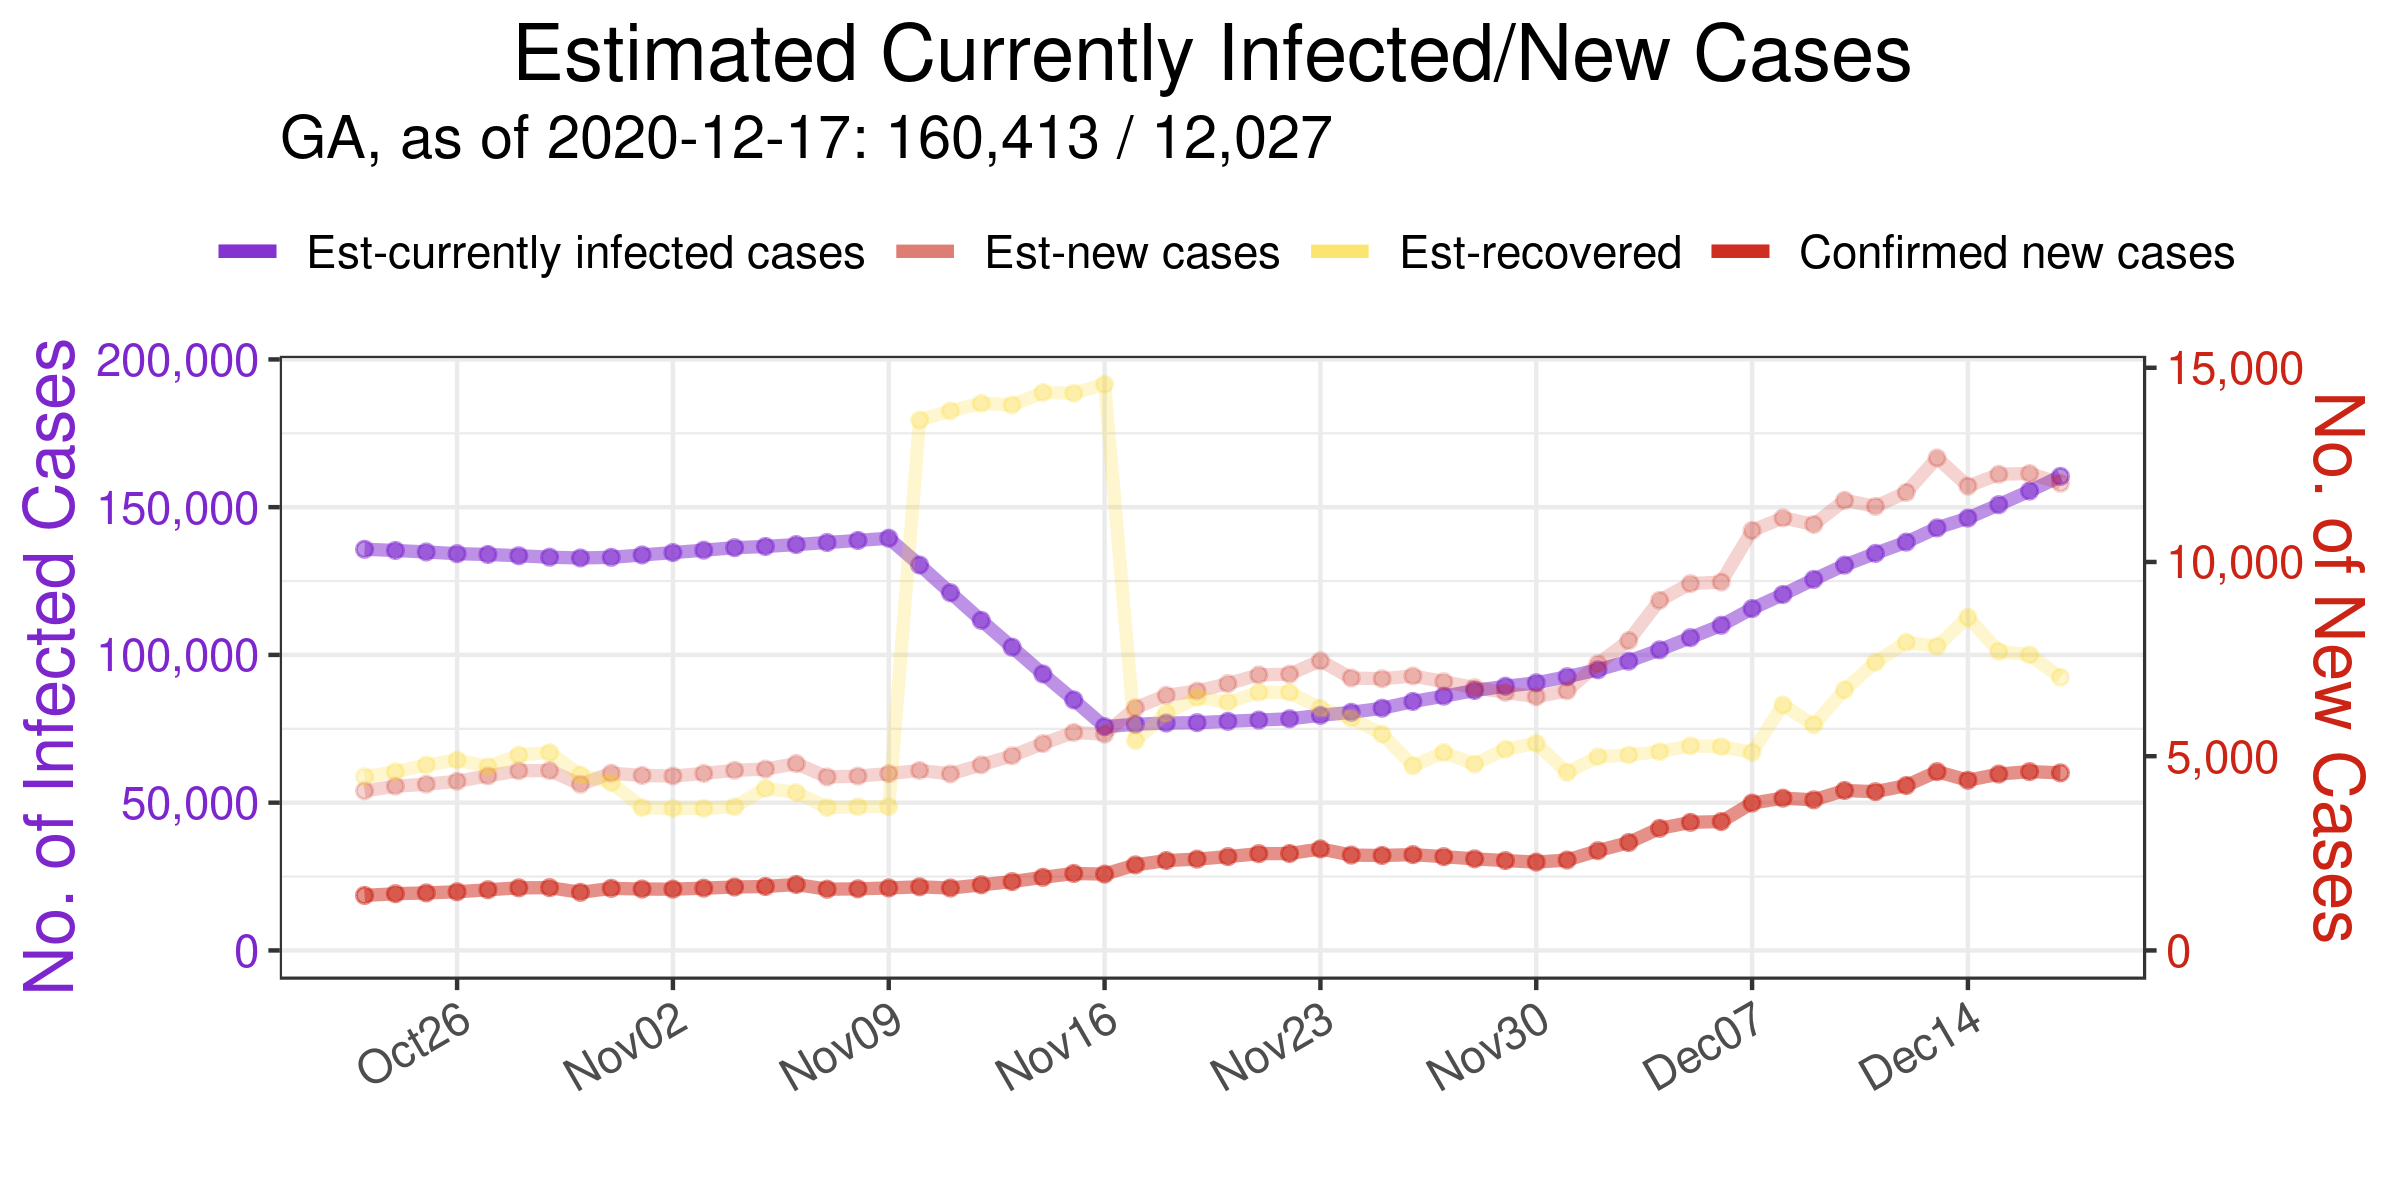 Estimated Currently Infected/New Cases
GA, as of 2020-12-17: 160,413 / 12,027
Est-currently infected cases Est-new cases Est-recovered Confirmed new cases
No. of Infected Cases
200,000
150,000
100,000
50,000
0
15,000
10,000
5,000
0
No. of New Cases
Oct26 Nov02 Nov09 Nov16 Nov23 Nov30 Dec07 Dec14